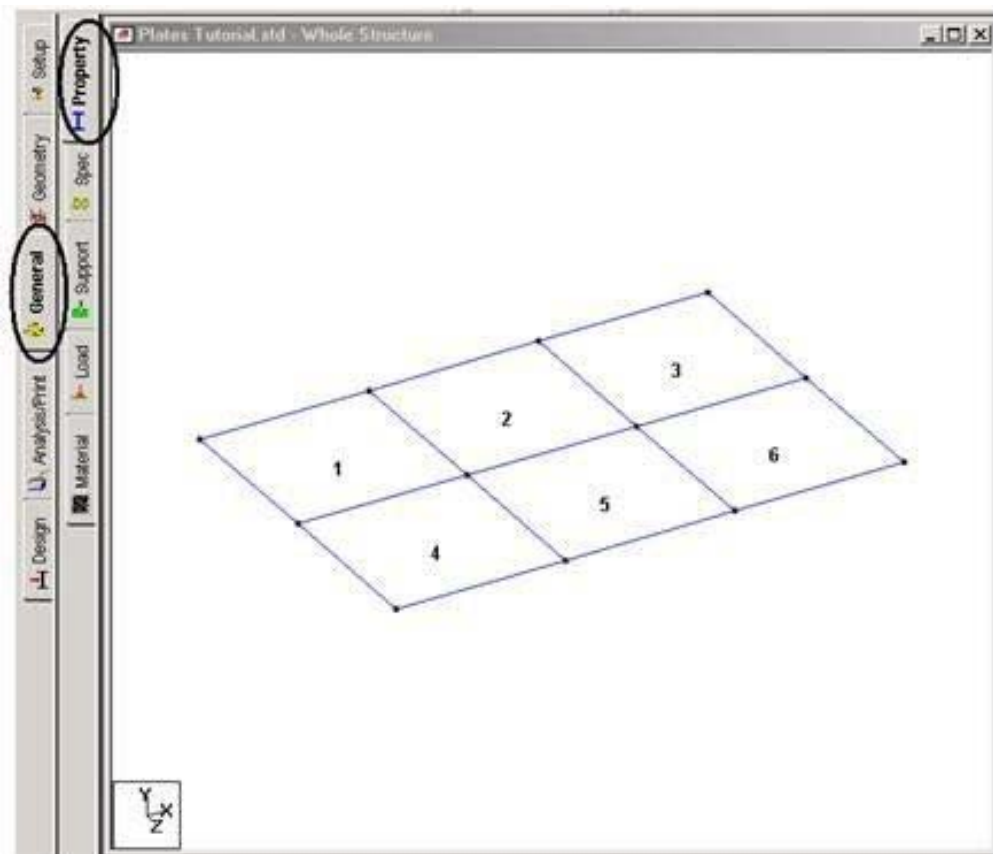 Plates Tutorial.std - Whole Structure
Setup
Geometry
General
Analysis/Print
Design
Property
Spec
Support
Load
Material
1
2
3
4
5
6
Y
X
Z